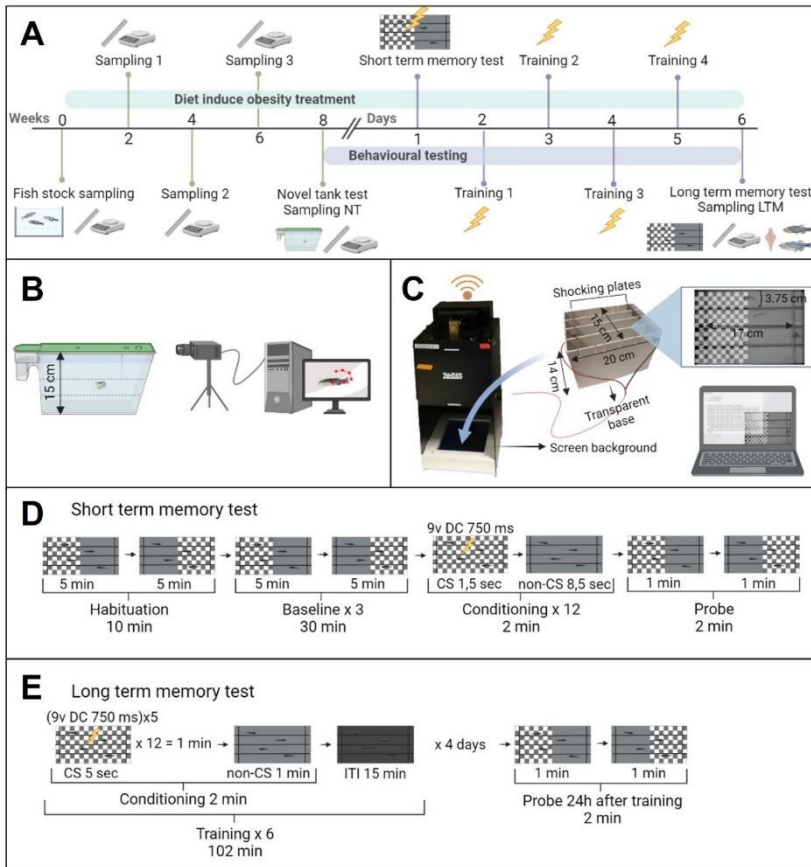 A
Sampling 1
Sampling 3
Short term memory test
Training 2
Training 4
Diet induce obesity treatment
Weeks 0 4 8 Days 2 4 6
2 6 1 3 5
Behavioural testing
Fish stock sampling
Sampling 2
Novel tank test
Sampling NT
Training 1
Training 3
Long term memory test
Sampling LTM
B
15 cm
C
Shocking plates
15 cm
20 cm
14 cm
Transparent
base
Screen background
3.75 cm
17 cm
D
Short term memory test
9v DC 750 ms
5 min 5 min 5 min 5 min CS 1,5 sec non-CS 8,5 sec 1 min 1 min
Habituation Baseline x 3 Conditioning x 12 Probe
10 min 30 min 2 min 2 min
E
Long term memory test
(9v DC 750 ms)x5
x 12 = 1 min
x 4 days
CS 5 sec non-CS 1 min ITI 15 min 1 min 1 min
Conditioning 2 min
Probe 24h after training
2 min
Training x 6
102 min